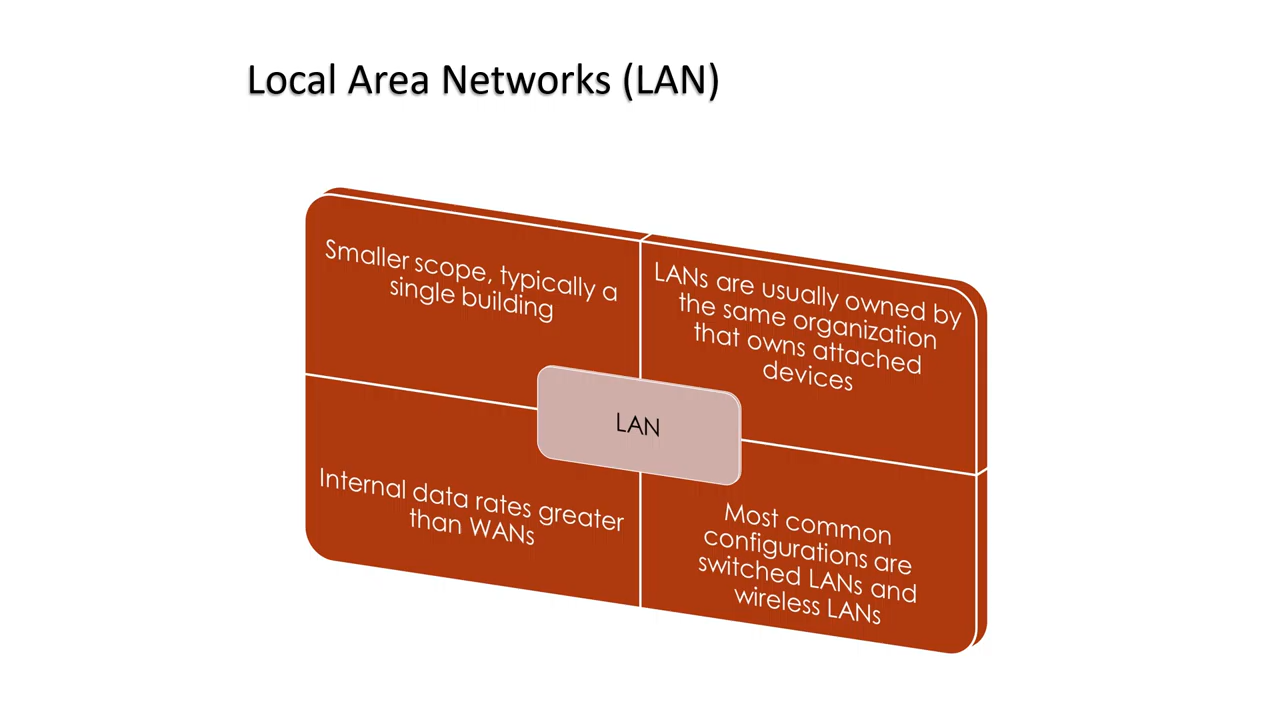 Local Area Networks (LAN)
Smaller scope, typically a
single building
LANs are usually owned by
the same organization
that owns attached
devices
LAN
Internal data rates greater
than WANs
Most common
configurations are
switched LANs and
wireless LANs